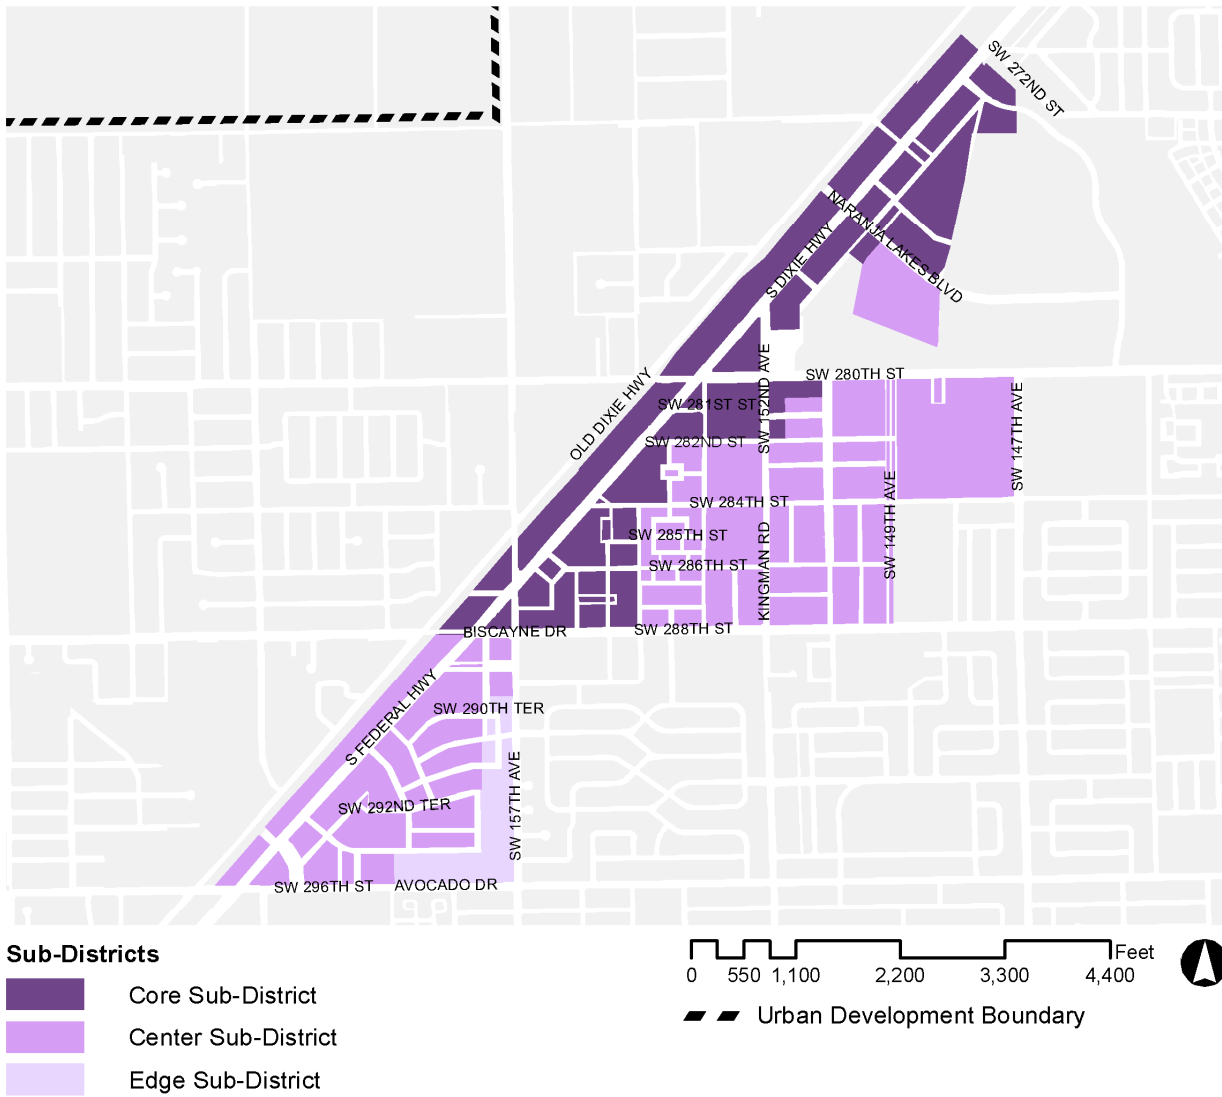 SW 272ND ST
NARANJA LAKES BLVD
S DIXIE HWY
OLD DIXIE HWY
SW 152ND AVE
SW 280TH ST
SW 281ST ST
SW 147TH AVE
SW 282ND ST
SW 284TH ST
SW 149TH AVE
SW 285TH ST
KINGMAN RD
SW 286TH ST
BISCAYNE DR
SW 288TH ST
S FEDERAL HWY
SW 290TH TER
SW 157TH AVE
SW 292ND TER
SW 296TH ST
AVOCADO DR
Sub-Districts
Core Sub-District
Center Sub-District
Edge Sub-District
Feet
0 550 1,100 2,200 3,300 4,400
Urban Development Boundary